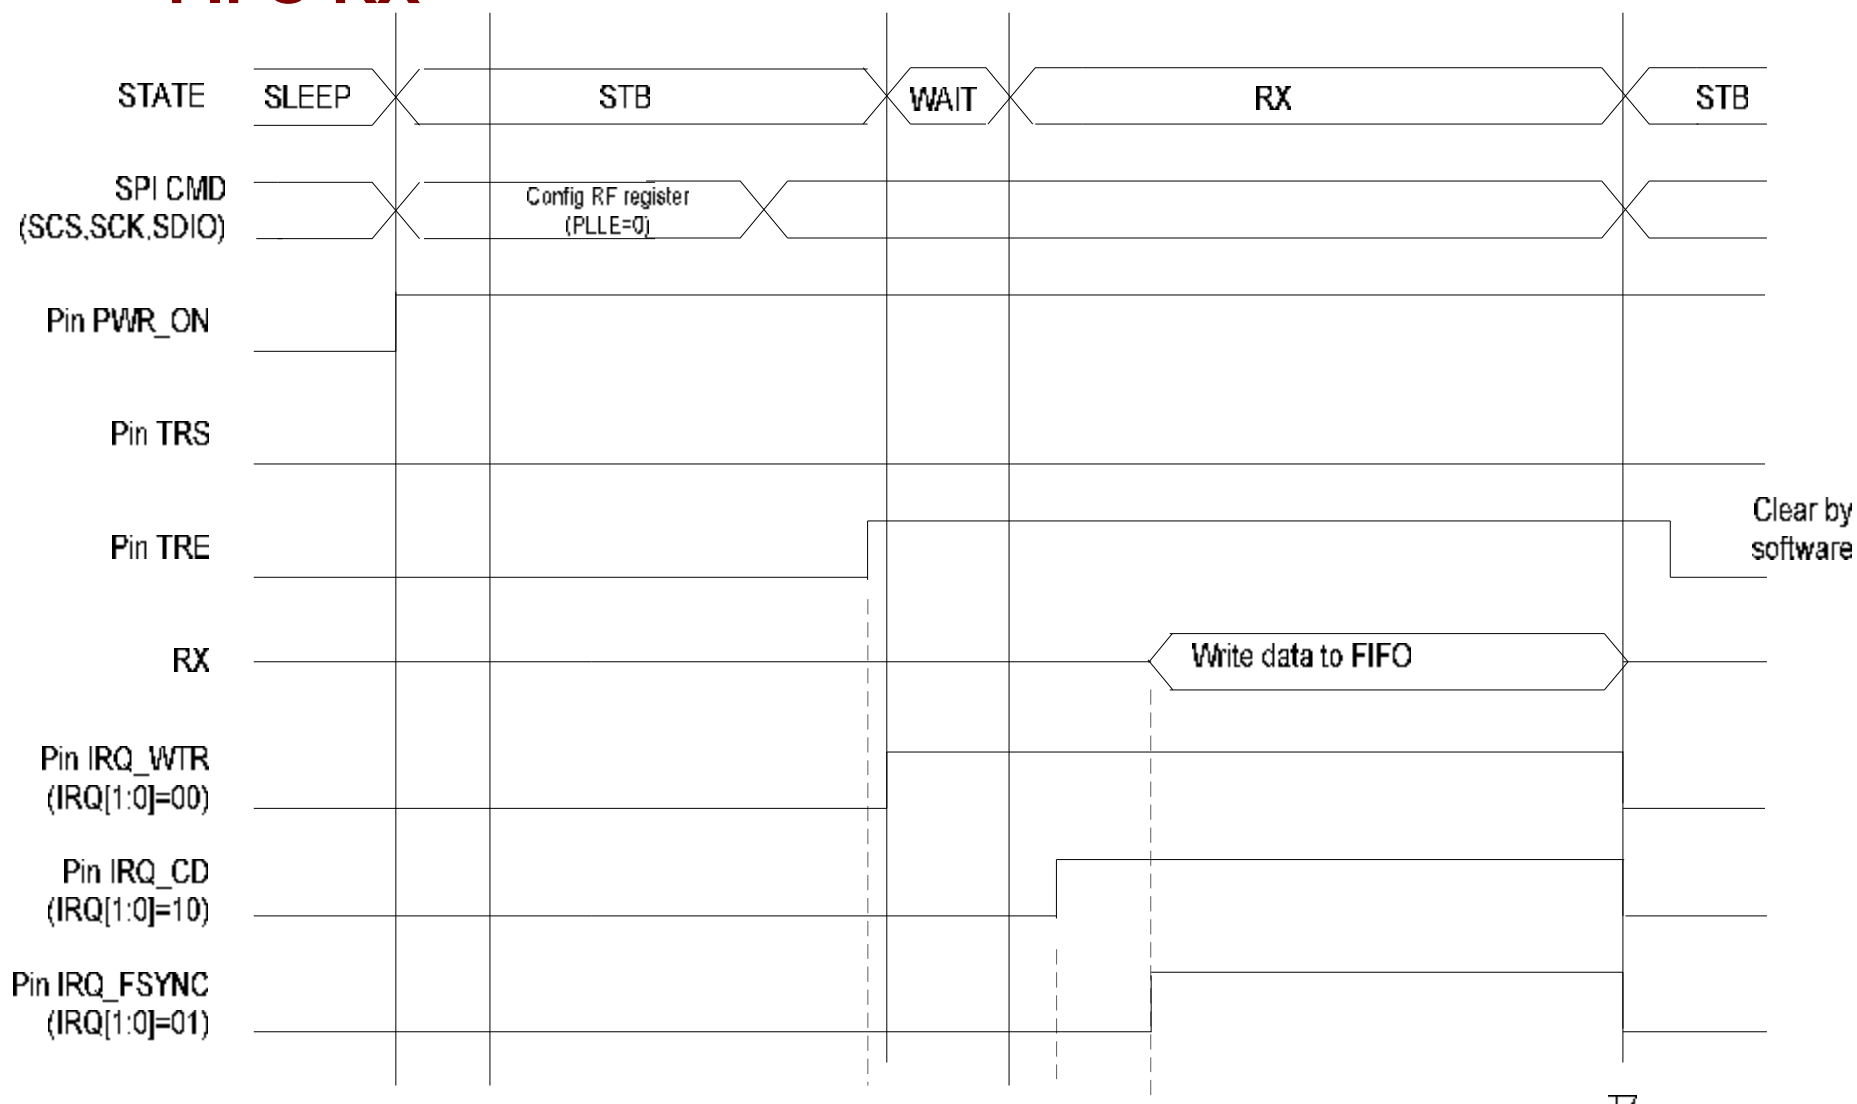 STATE
SLEEP
STB
WAIT
RX
STB
SPI CMD
(SCS,SCK,SDIO)
Config RF register
(PLLE=0)
Pin PWR_ON
Pin TRS
Clear by
software
Pin TRE
RX
Write data to FIFO
Pin IRQ_WTR
(IRQ[1:0]=00)
Pin IRQ_CD
(IRQ[1:0]=10)
Pin IRQ_FSYNC
(IRQ[1:0]=01)